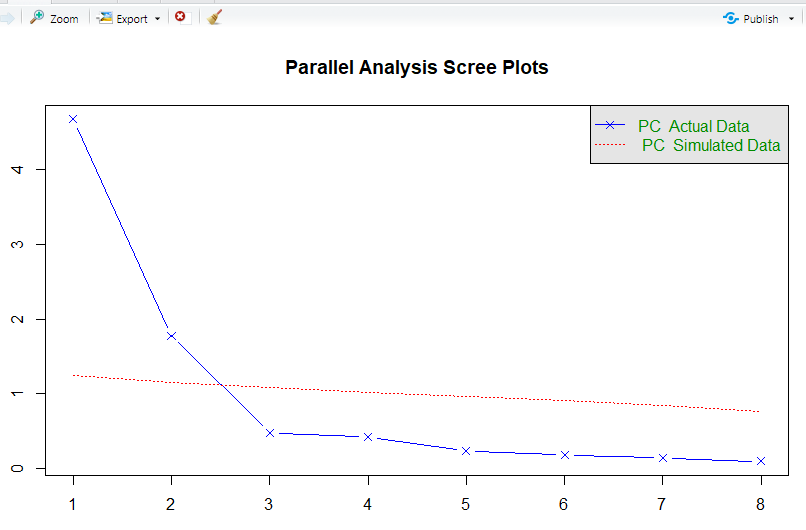 Zoom Export Publish
Parallel Analysis Scree Plots
PC Actual Data
PC Simulated Data
4
3
2
1
0
1 2 3 4 5 6 7 8